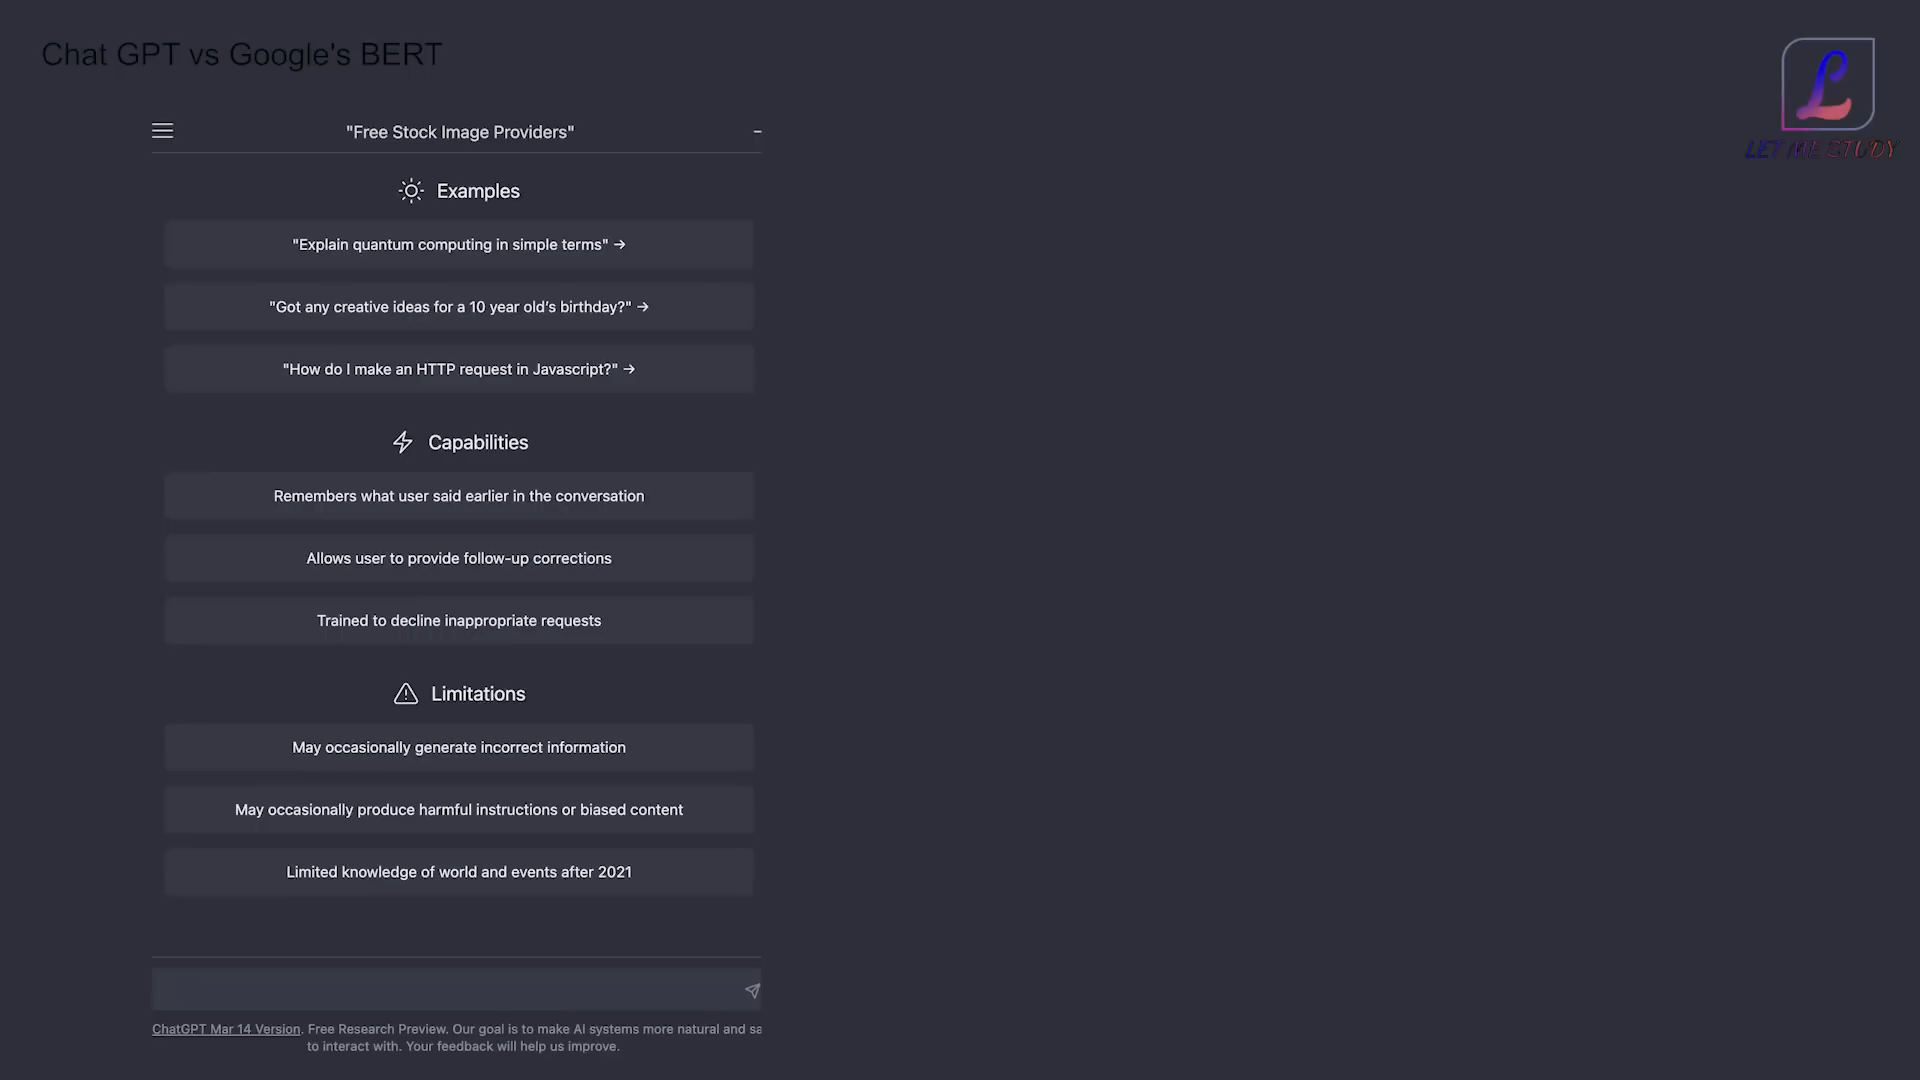 Chat GPT vs Google's BERT
LET ME STUDY
"Free Stock Image Providers"
Examples
"Explain quantum computing in simple terms" →
"Got any creative ideas for a 10 year old's birthday?" →
"How do I make an HTTP request in Javascript?" →
Capabilities
Remembers what user said earlier in the conversation
Allows user to provide follow-up corrections
Trained to decline inappropriate requests
Limitations
May occasionally generate incorrect information
May occasionally produce harmful instructions or biased content
Limited knowledge of world and events after 2021
ChatGPT Mar 14 Version. Free Research Preview. Our goal is to make AI systems more natural and sa
to interact with. Your feedback will help us improve.